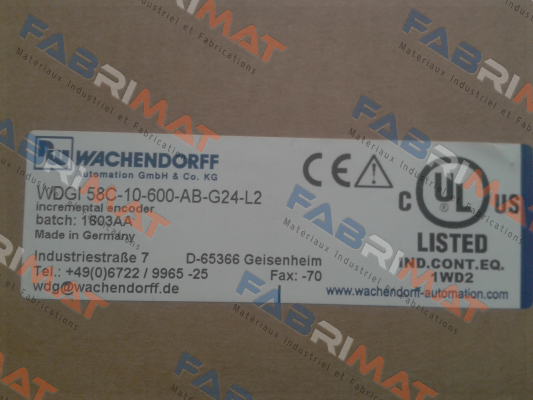 WACHENDORFF
Automation GmbH & Co. KG
WDGI 58C-10-600-AB-G24-L2
incremental encoder
batch: 1603AA
Made in Germany
Industriestraße 7 D-65366 Geisenheim
Tel.: +49(0)6722 / 9965 -25 Fax: -70
wdg@wachendorff.de
CE
C UL US
LISTED
IND.CONT.EQ.
1WD2
www.wachendorff-automation.com
FABRIMAT
Matériaux Industriel et Fabrications